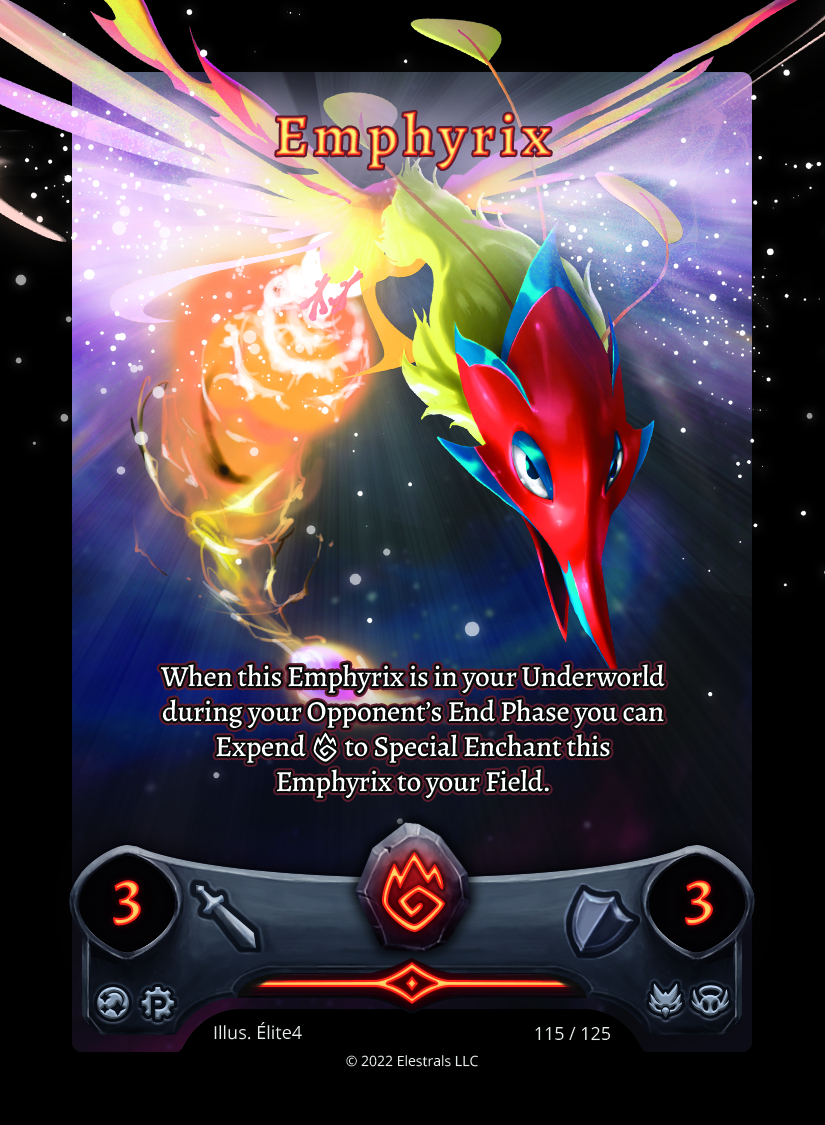 Emphyrix
When this Emphyrix is in your Underworld
during your Opponent’s End Phase you can
Expend to Special Enchant this
Emphyrix to your Field.
3 3
P
Illus. Élite4 115 / 125
© 2022 Elestrals LLC